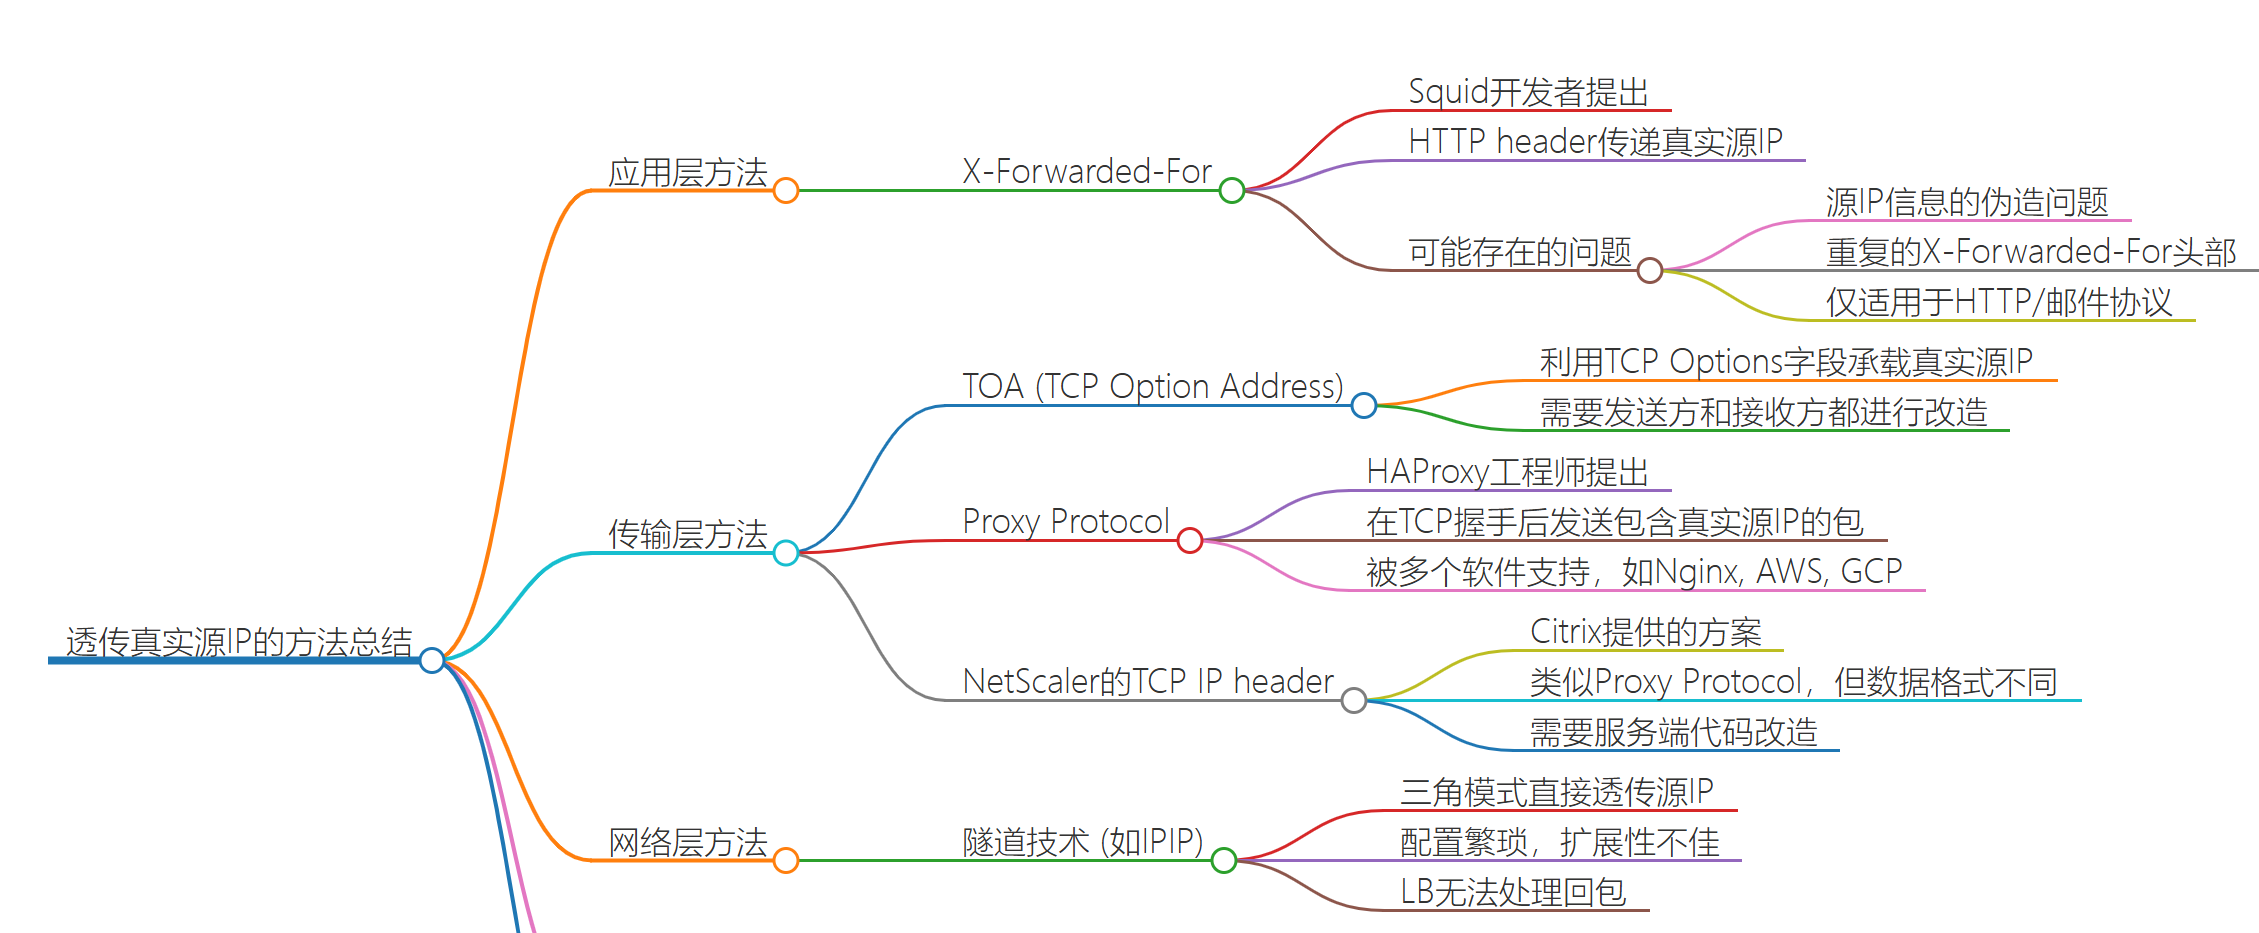 透传真实源IP的方法总结
应用层方法
X-Forwarded-For
Squid开发者提出
HTTP header传递真实源IP
可能存在的问题
源IP信息的伪造问题
重复的X-Forwarded-For头部
仅适用于HTTP/邮件协议
传输层方法
TOA (TCP Option Address)
利用TCP Options字段承载真实源IP
需要发送方和接收方都进行改造
Proxy Protocol
HAProxy工程师提出
在TCP握手后发送包含真实源IP的包
被多个软件支持，如Nginx, AWS, GCP
NetScaler的TCP IP header
Citrix提供的方案
类似Proxy Protocol，但数据格式不同
需要服务端代码改造
网络层方法
隧道技术 (如IPIP)
三角模式直接透传源IP
配置繁琐，扩展性不佳
LB无法处理回包